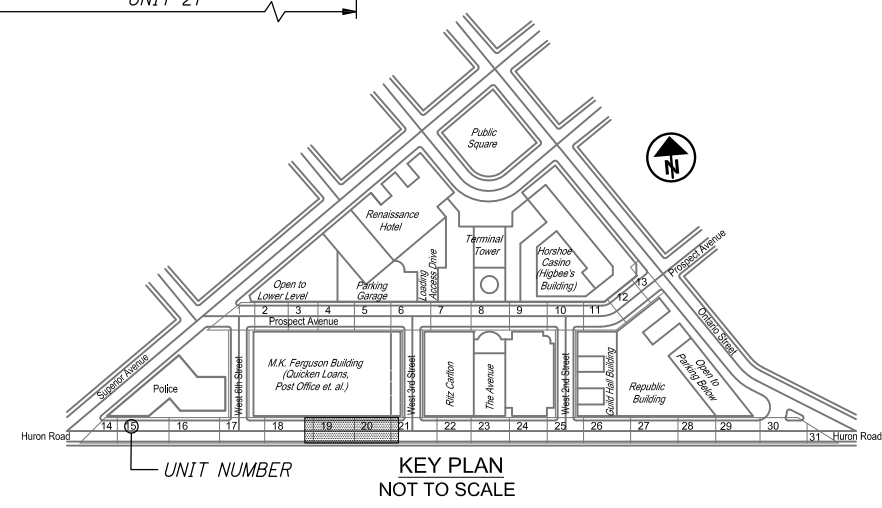 UNIT 21
Public
Square
N
Renaissance
Hotel
Terminal
Tower
Horshoe
Casino
(Higbee's
Building)
Loading
Access Drive
Parking
Garage
Open to
Lower Level
Prospect Avenue
13
12
1 2 3 4 5 6 7 8 9 10 11
Prospect Avenue
Ontario Street
Superior Avenue
Police
West 6th Street
M.K. Ferguson Building
(Quicken Loans,
Post Office et. al.)
West 3rd Street
Ritz Carlton
The Avenue
West 2nd Street
Guild Hall Building
Republic
Building
Open to
Parking Below
Huron Road
14 15 16 17 18 19 20 21 22 23 24 25 26 27 28 29 30 31
Huron Road
UNIT NUMBER
KEY PLAN
NOT TO SCALE